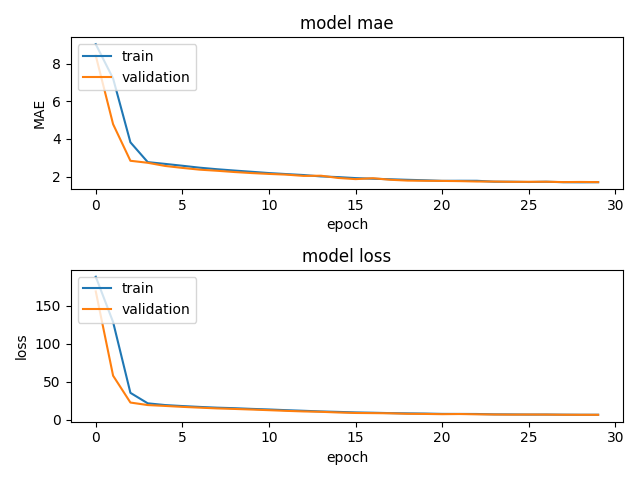 model mae
train
validation
MAE
8
6
4
2
0 5 10 15 20 25 30
epoch
model loss
train
validation
loss
150
100
50
0
0 5 10 15 20 25 30
epoch